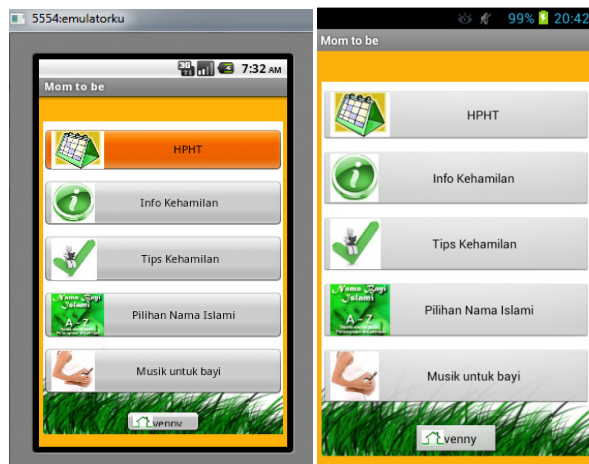 5554:emulatorku
3G
7:32 AM
Mom to be
HPHT
Info Kehamilan
Tips Kehamilan
Nama Bayi
Islami
A - Z
Pilihan Nama Islami
Musik untuk bayi
venny
99%
20:42
Mom to be
HPHT
Info Kehamilan
Tips Kehamilan
Nama Bayi
Islami
A - Z
Pilihan Nama Islami
Musik untuk bayi
venny